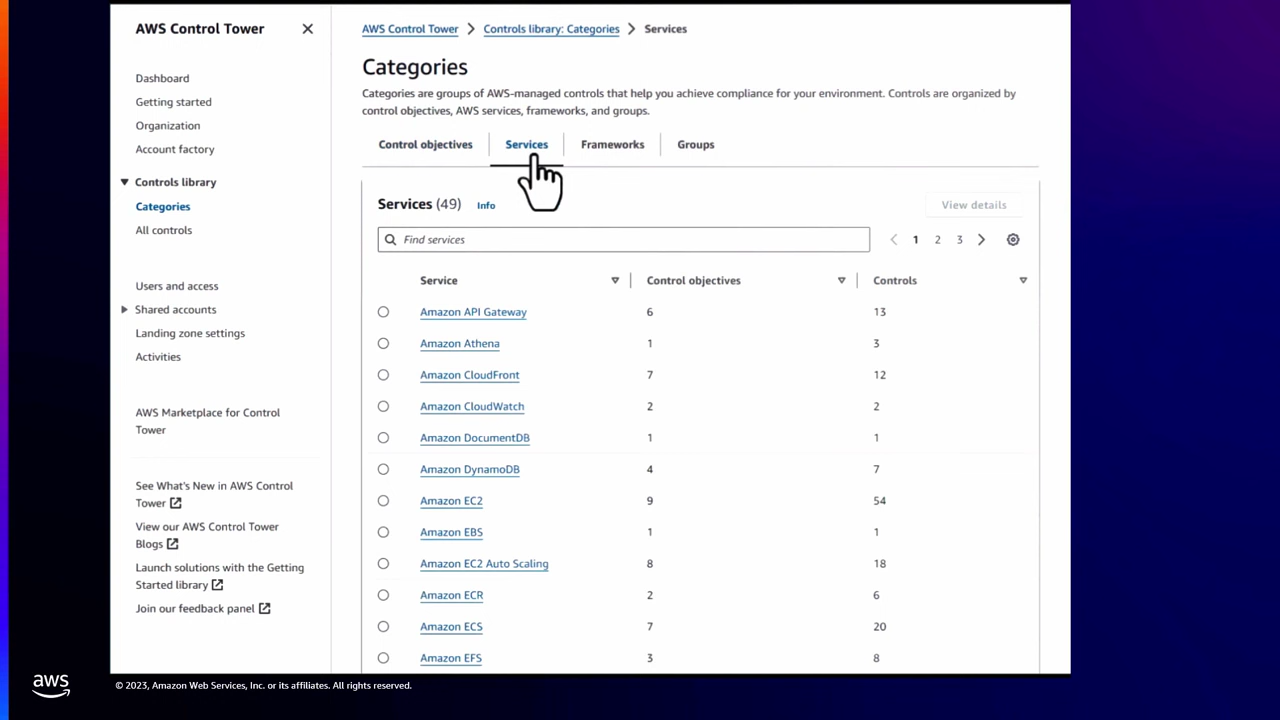 AWS Control Tower
AWS Control Tower > Controls library: Categories > Services
Dashboard
Getting started
Organization
Account factory
Controls library
Categories
All controls
Users and access
Shared accounts
Landing zone settings
Activities
AWS Marketplace for Control
Tower
See What's New in AWS Control
Tower
View our AWS Control Tower
Blogs
Launch solutions with the Getting
Started library
Join our feedback panel
Categories
Categories are groups of AWS-managed controls that help you achieve compliance for your environment. Controls are organized by
control objectives, AWS services, frameworks, and groups.
Control objectives Services Frameworks Groups
Services (49) Info View details
Find services 1 2 3
Service Control objectives Controls
Amazon API Gateway 6 13
Amazon Athena 1 3
Amazon CloudFront 7 12
Amazon CloudWatch 2 2
Amazon DocumentDB 1 1
Amazon DynamoDB 4 7
Amazon EC2 9 54
Amazon EBS 1 1
Amazon EC2 Auto Scaling 8 18
Amazon ECR 2 6
Amazon ECS 7 20
Amazon EFS 3 8
aws
© 2023, Amazon Web Services, Inc. or its affiliates. All rights reserved.